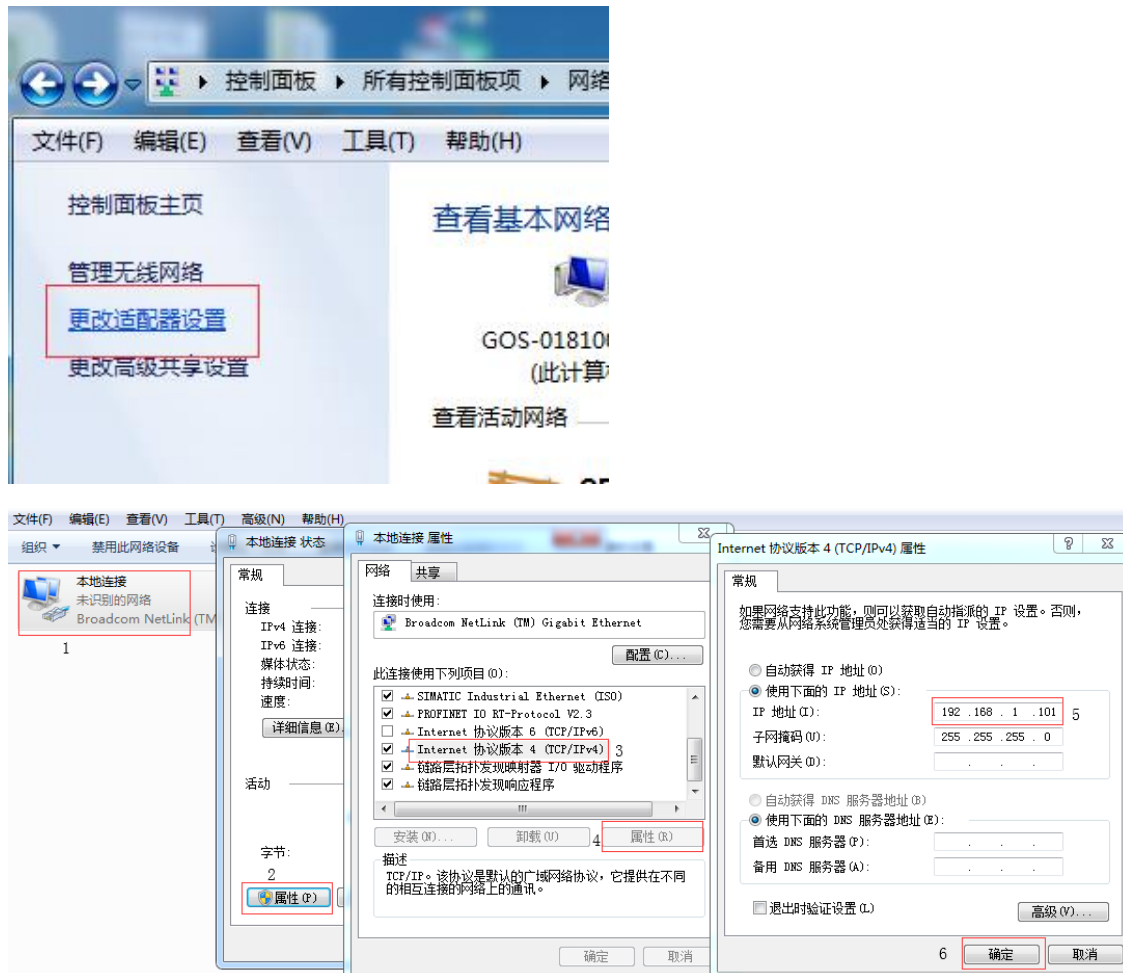 控制面板 ▸ 所有控制面板项 ▸ 网络
文件(F) 编辑(E) 查看(V) 工具(T) 帮助(H)
控制面板主页
查看基本网络
管理无线网络
更改适配器设置
GOS-01810
更改高级共享设置
(此计算
查看活动网络
文件(F) 编辑(E) 查看(V) 工具(T) 高级(N) 帮助(H)
组织 禁用此网络设备
本地连接
未识别的网络
Broadcom NetLink (TM
1
本地连接 状态
常规
连接
IPv4 连接:
IPv6 连接:
媒体状态:
持续时间:
速度:
详细信息(E)
活动
字节:
2
属性(P)
本地连接 属性
网络 共享
连接时使用:
Broadcom NetLink (TM) Gigabit Ethernet
配置(C)...
此连接使用下列项目(O):
SIMATIC Industrial Ethernet (ISO)
PROFINET IO RT-Protocol V2.3
Internet 协议版本 6 (TCP/IPv6)
Internet 协议版本 4 (TCP/IPv4) 3
链路层拓扑发现映射器 I/O 驱动程序
链路层拓扑发现响应程序
安装(N)... 卸载(U) 4 属性(R)
描述
TCP/IP。该协议是默认的广域网络协议，它提供在不同
的相互连接的网络上的通讯。
确定 取消
Internet 协议版本 4 (TCP/IPv4) 属性
常规
如果网络支持此功能，则可以获取自动指派的 IP 设置。否则，
您需要从网络系统管理员处获得适当的 IP 设置。
自动获得 IP 地址(O)
使用下面的 IP 地址(S):
IP 地址(I): 192 .168 . 1 .101 5
子网掩码(U): 255 .255 .255 . 0
默认网关(D): . . .
自动获得 DNS 服务器地址(B)
使用下面的 DNS 服务器地址(E):
首选 DNS 服务器(P): . . .
备用 DNS 服务器(A): . . .
退出时验证设置(L) 高级(V)...
6 确定 取消